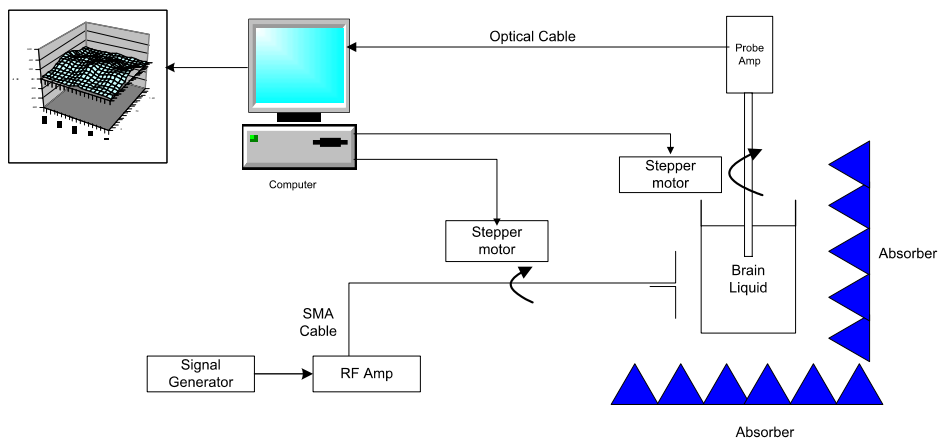 Optical Cable
Probe
Amp
Computer
Stepper
motor
Stepper
motor
Absorber
Brain
Liquid
SMA
Cable
Signal
Generator
RF Amp
Absorber